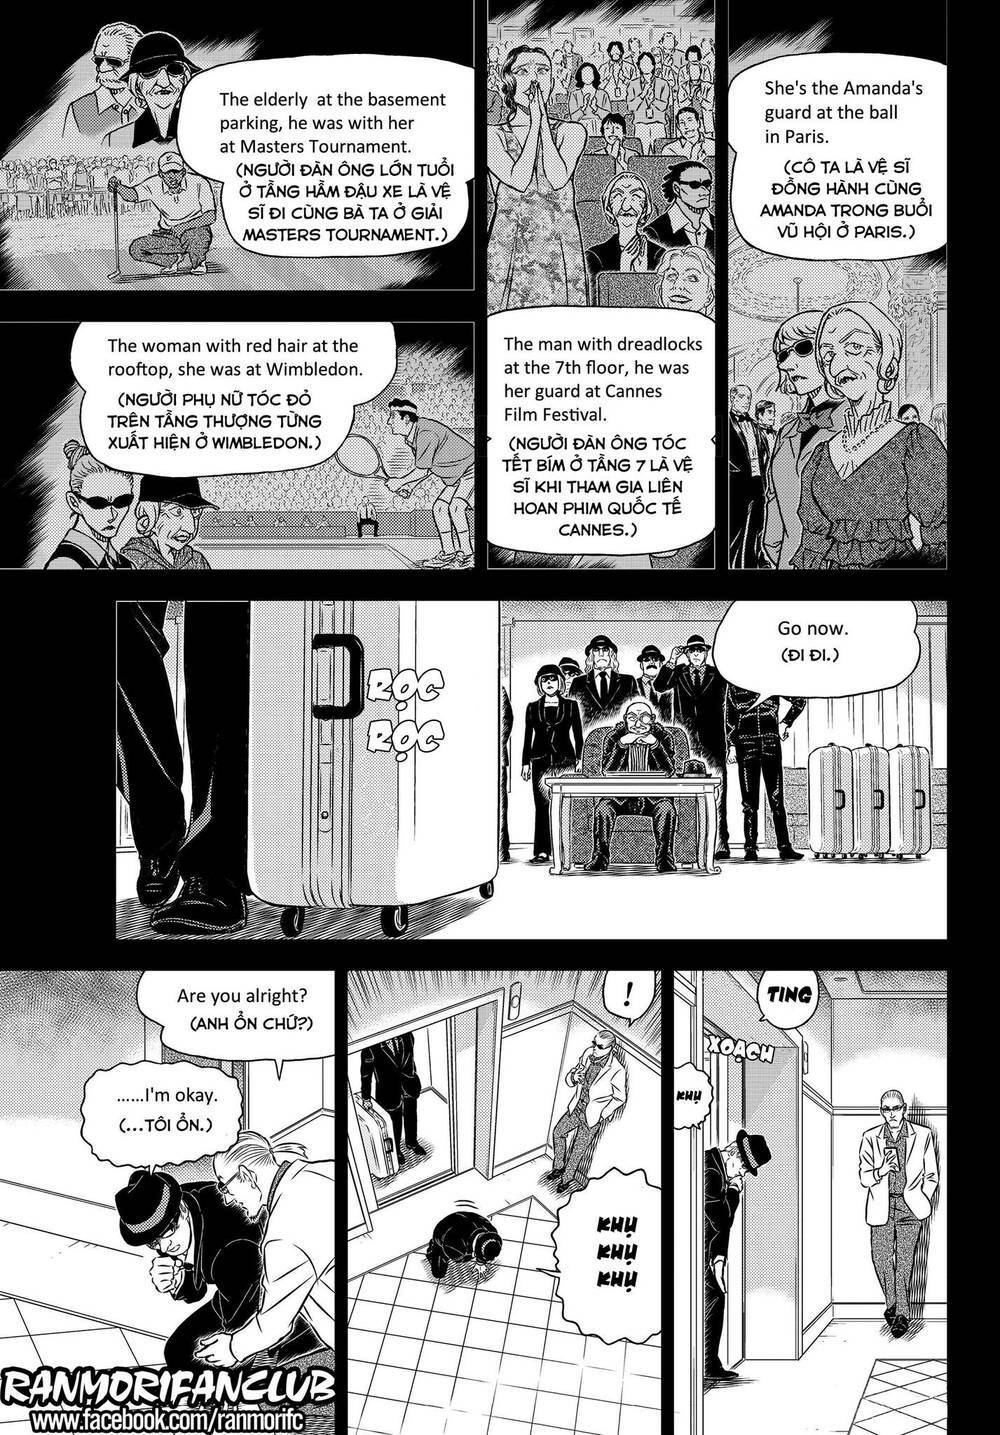 She's the Amanda's
guard at the ball
in Paris.
(CÔ TA LÀ VỆ SĨ
ĐỒNG HÀNH CÙNG
AMANDA TRONG BUỔI
VŨ HỘI Ở PARIS.)
The man with dreadlocks
at the 7th floor, he was
her guard at Cannes
Film Festival.
(NGƯỜI ĐÀN ÔNG TÓC
TẾT BÍM Ở TẦNG 7 LÀ VỆ
SĨ KHI THAM GIA LIÊN
HOAN PHIM QUỐC TẾ
CANNES.)
The elderly at the basement
parking, he was with her
at Masters Tournament.
(NGƯỜI ĐÀN ÔNG LỚN TUỔI
Ở TẦNG HẦM ĐẬU XE LÀ VỆ
SĨ ĐI CÙNG BÀ TA Ở GIẢI
MASTERS TOURNAMENT.)
The woman with red hair at the
rooftop, she was at Wimbledon.
(NGƯỜI PHỤ NỮ TÓC ĐỎ
TRÊN TẦNG THƯỢNG TỪNG
XUẤT HIỆN Ở WIMBLEDON.)
Go now.
(ĐI ĐI.)
RỌC
RỌC
TING
XOẠCH
KHỤ
!
KHỤ
KHỤ
KHỤ
Are you alright?
(ANH ỔN CHỨ?)
......I'm okay.
(...TÔI ỔN.)
RANMORIFANCLUB
www.facebook.com/ranmorifc